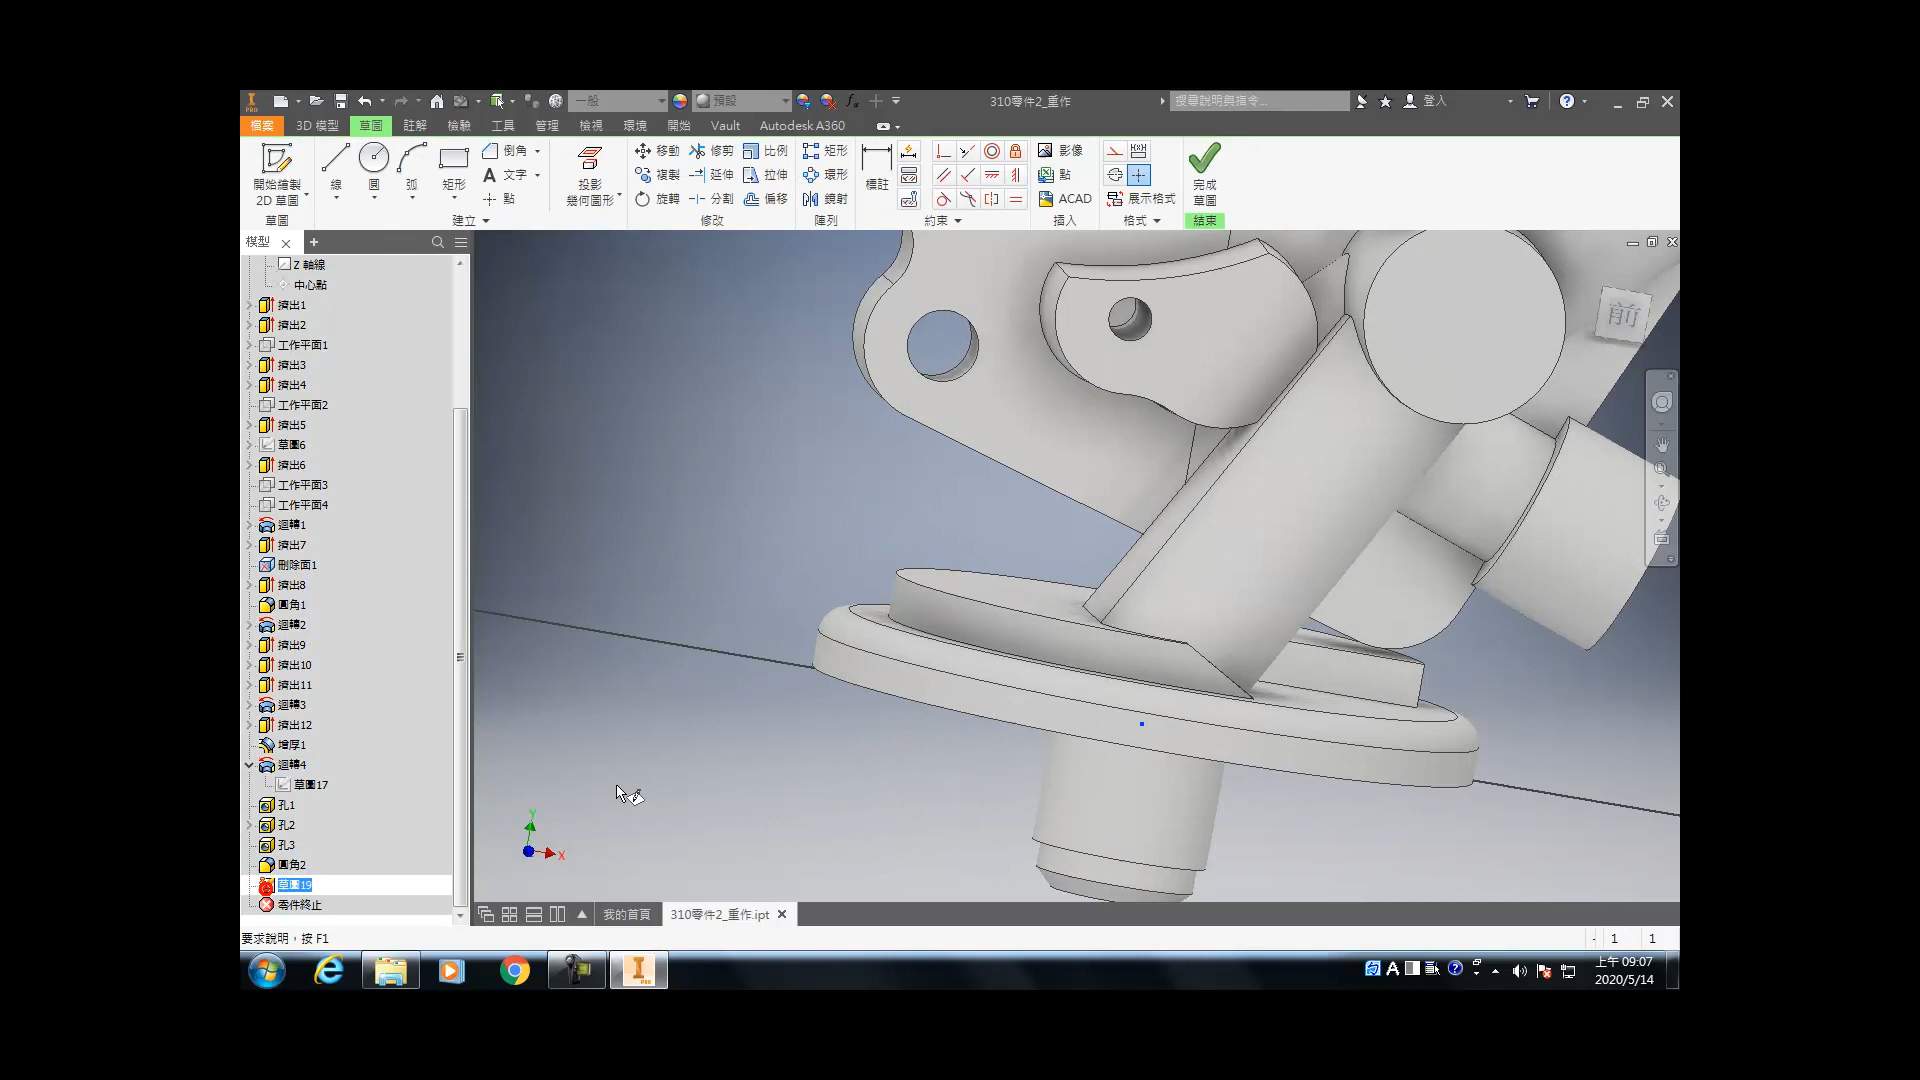 一般
預設
310零件2_重作
搜尋說明與指令...
登入
檔案 3D 模型 草圖 註解 檢驗 工具 管理 檢視 環境 開始 Vault Autodesk A360
開始繪製
2D 草圖
線
圓
弧
矩形
倒角
文字
點
投影
幾何圖形
移動
修剪
比例
複製
延伸
拉伸
旋轉
分割
偏移
矩形
環形
鏡射
標註
影像
點
ACAD
展示格式
完成
草圖
草圖 建立 修改 陣列 約束 插入 格式 結束
模型
Z 軸線
中心點
擠出1
擠出2
工作平面1
擠出3
擠出4
工作平面2
擠出5
草圖6
擠出6
工作平面3
工作平面4
迴轉1
擠出7
刪除面1
擠出8
圓角1
迴轉2
擠出9
擠出10
擠出11
迴轉3
擠出12
增厚1
迴轉4
草圖17
孔1
孔2
孔3
圓角2
草圖19
零件終止
前
Y
X
我的首頁
310零件2_重作.ipt
要求說明，按 F1
1 1
上午 09:07
2020/5/14